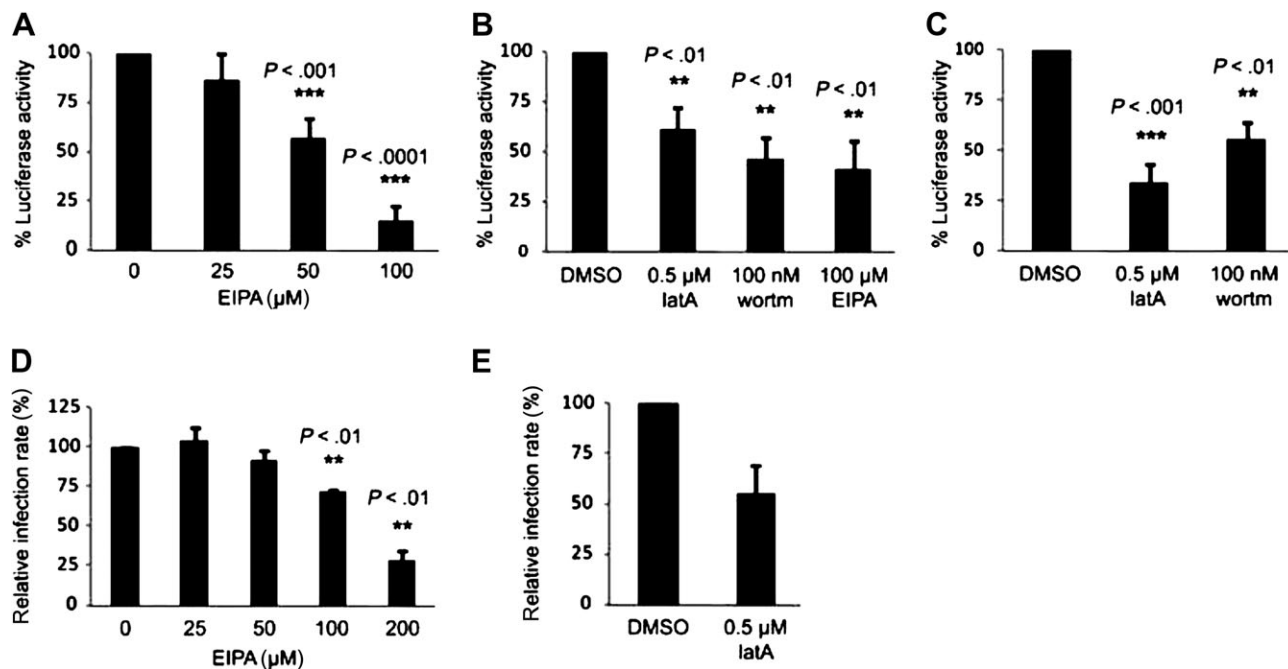 A
% Luciferase activity
100
75
50
25
0
P < .001
***
P < .0001
***
0 25 50 100
EIPA (µM)
B
% Luciferase activity
100
75
50
25
0
P < .01
**
P < .01
**
P < .01
**
DMSO 0.5 µM 100 nM 100 µM
latA wortm EIPA
C
% Luciferase activity
100
75
50
25
0
P < .001
***
P < .01
**
DMSO 0.5 µM 100 nM
latA wortm
D
Relative infection rate (%)
125
100
75
50
25
0
P < .01
**
P < .01
**
0 25 50 100 200
EIPA (µM)
E
Relative infection rate (%)
100
75
50
25
0
DMSO 0.5 µM
latA